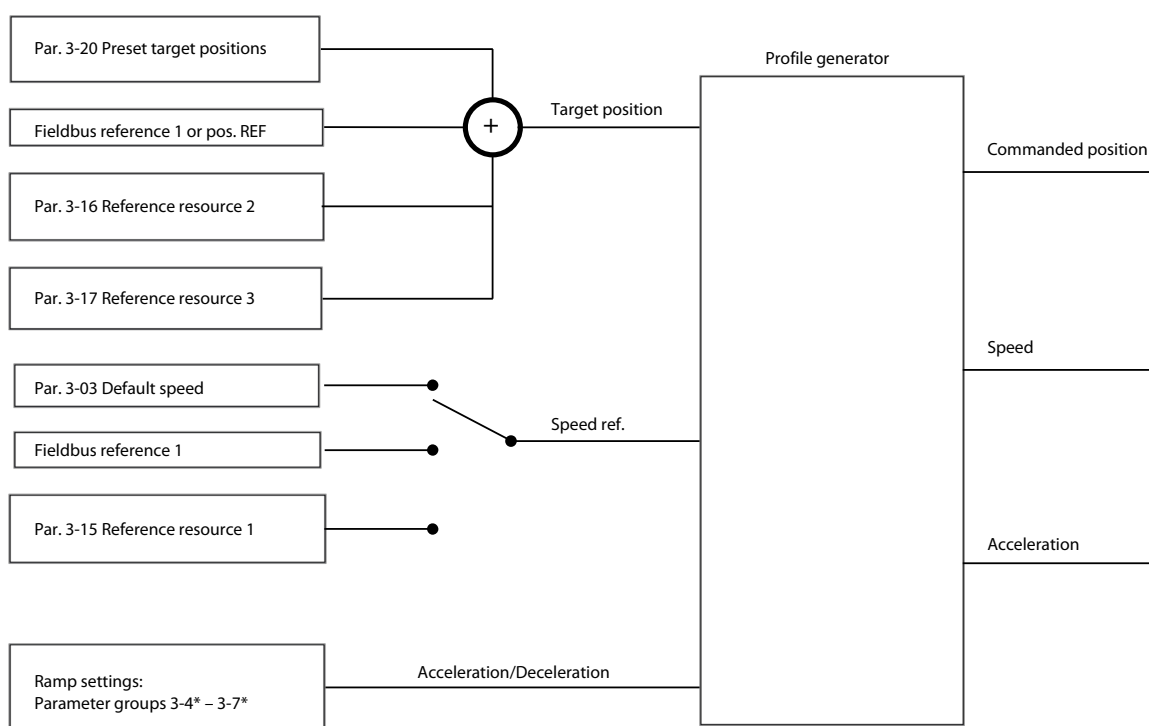 Par. 3-20 Preset target positions
Profile generator
Fieldbus reference 1 or pos. REF
+
Target position
Commanded position
Par. 3-16 Reference resource 2
Par. 3-17 Reference resource 3
Speed
Par. 3-03 Default speed
Speed ref.
Fieldbus reference 1
Par. 3-15 Reference resource 1
Acceleration
Acceleration/Deceleration
Ramp settings:
Parameter groups 3-4* – 3-7*